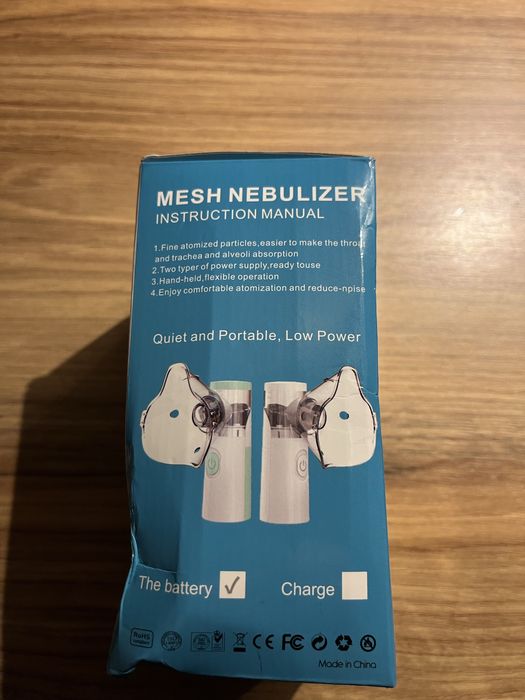 MESH NEBULIZER
INSTRUCTION MANUAL
1.Fine atomized particles,easier to make the throat
and trachea and alveoli absorption
2.Two typer of power supply,ready touse
3.Hand-held,flexible operation
4.Enjoy comfortable atomization and reduce-npise
Quiet and Portable, Low Power
The battery ✓ Charge
RoHS
compliant
CE FC
Made in China